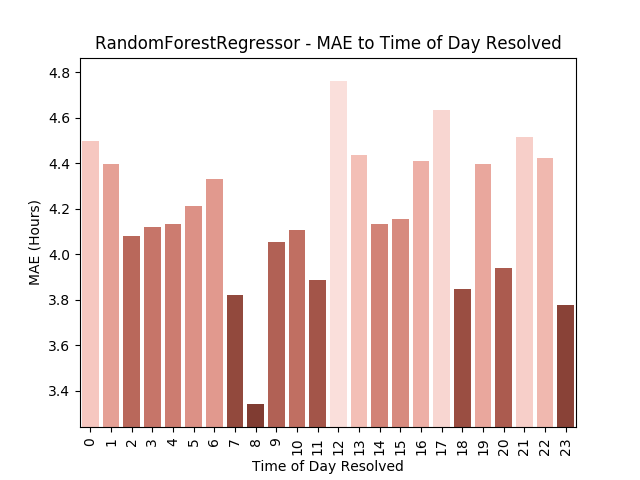 RandomForestRegressor - MAE to Time of Day Resolved
4.8
4.6
4.4
4.2
4.0
3.8
3.6
3.4
MAE (Hours)
0 1 2 3 4 5 6 7 8 9 10 11 12 13 14 15 16 17 18 19 20 21 22 23
Time of Day Resolved